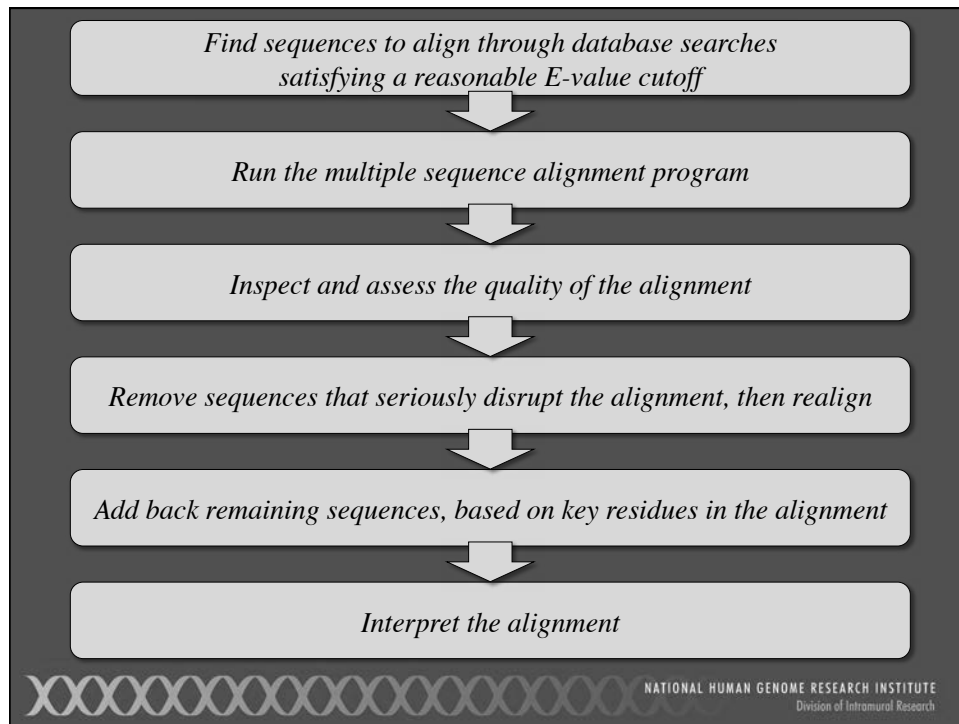 Find sequences to align through database searches
satisfying a reasonable E-value cutoff
Run the multiple sequence alignment program
Inspect and assess the quality of the alignment
Remove sequences that seriously disrupt the alignment, then realign
Add back remaining sequences, based on key residues in the alignment
Interpret the alignment
NATIONAL HUMAN GENOME RESEARCH INSTITUTE
Division of Intramural Research